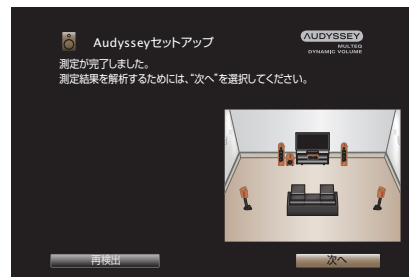 Audysseyセットアップ
AUDYSSEY
MULTEQ
DYNAMIC VOLUME
測定が完了しました。
測定結果を解析するためには、“次へ”を選択してください。
再検出
次へ